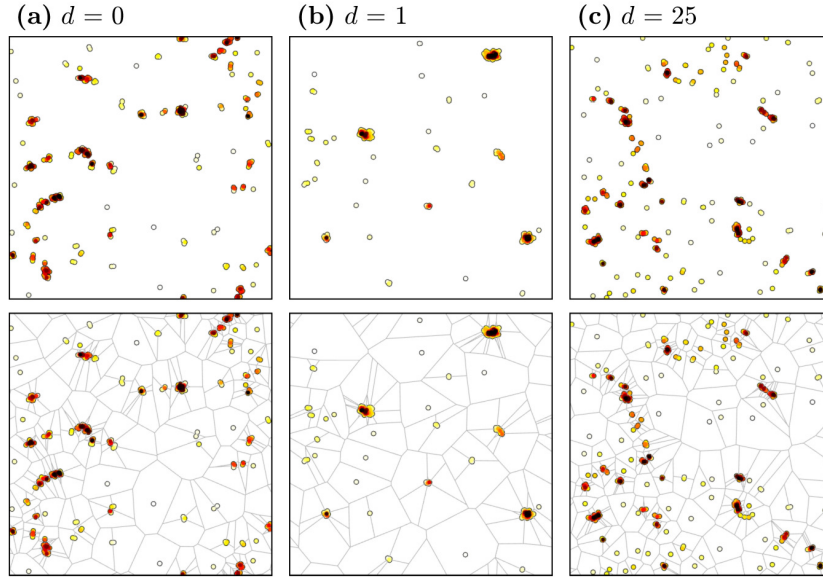 (a) d = 0 (b) d = 1 (c) d = 25